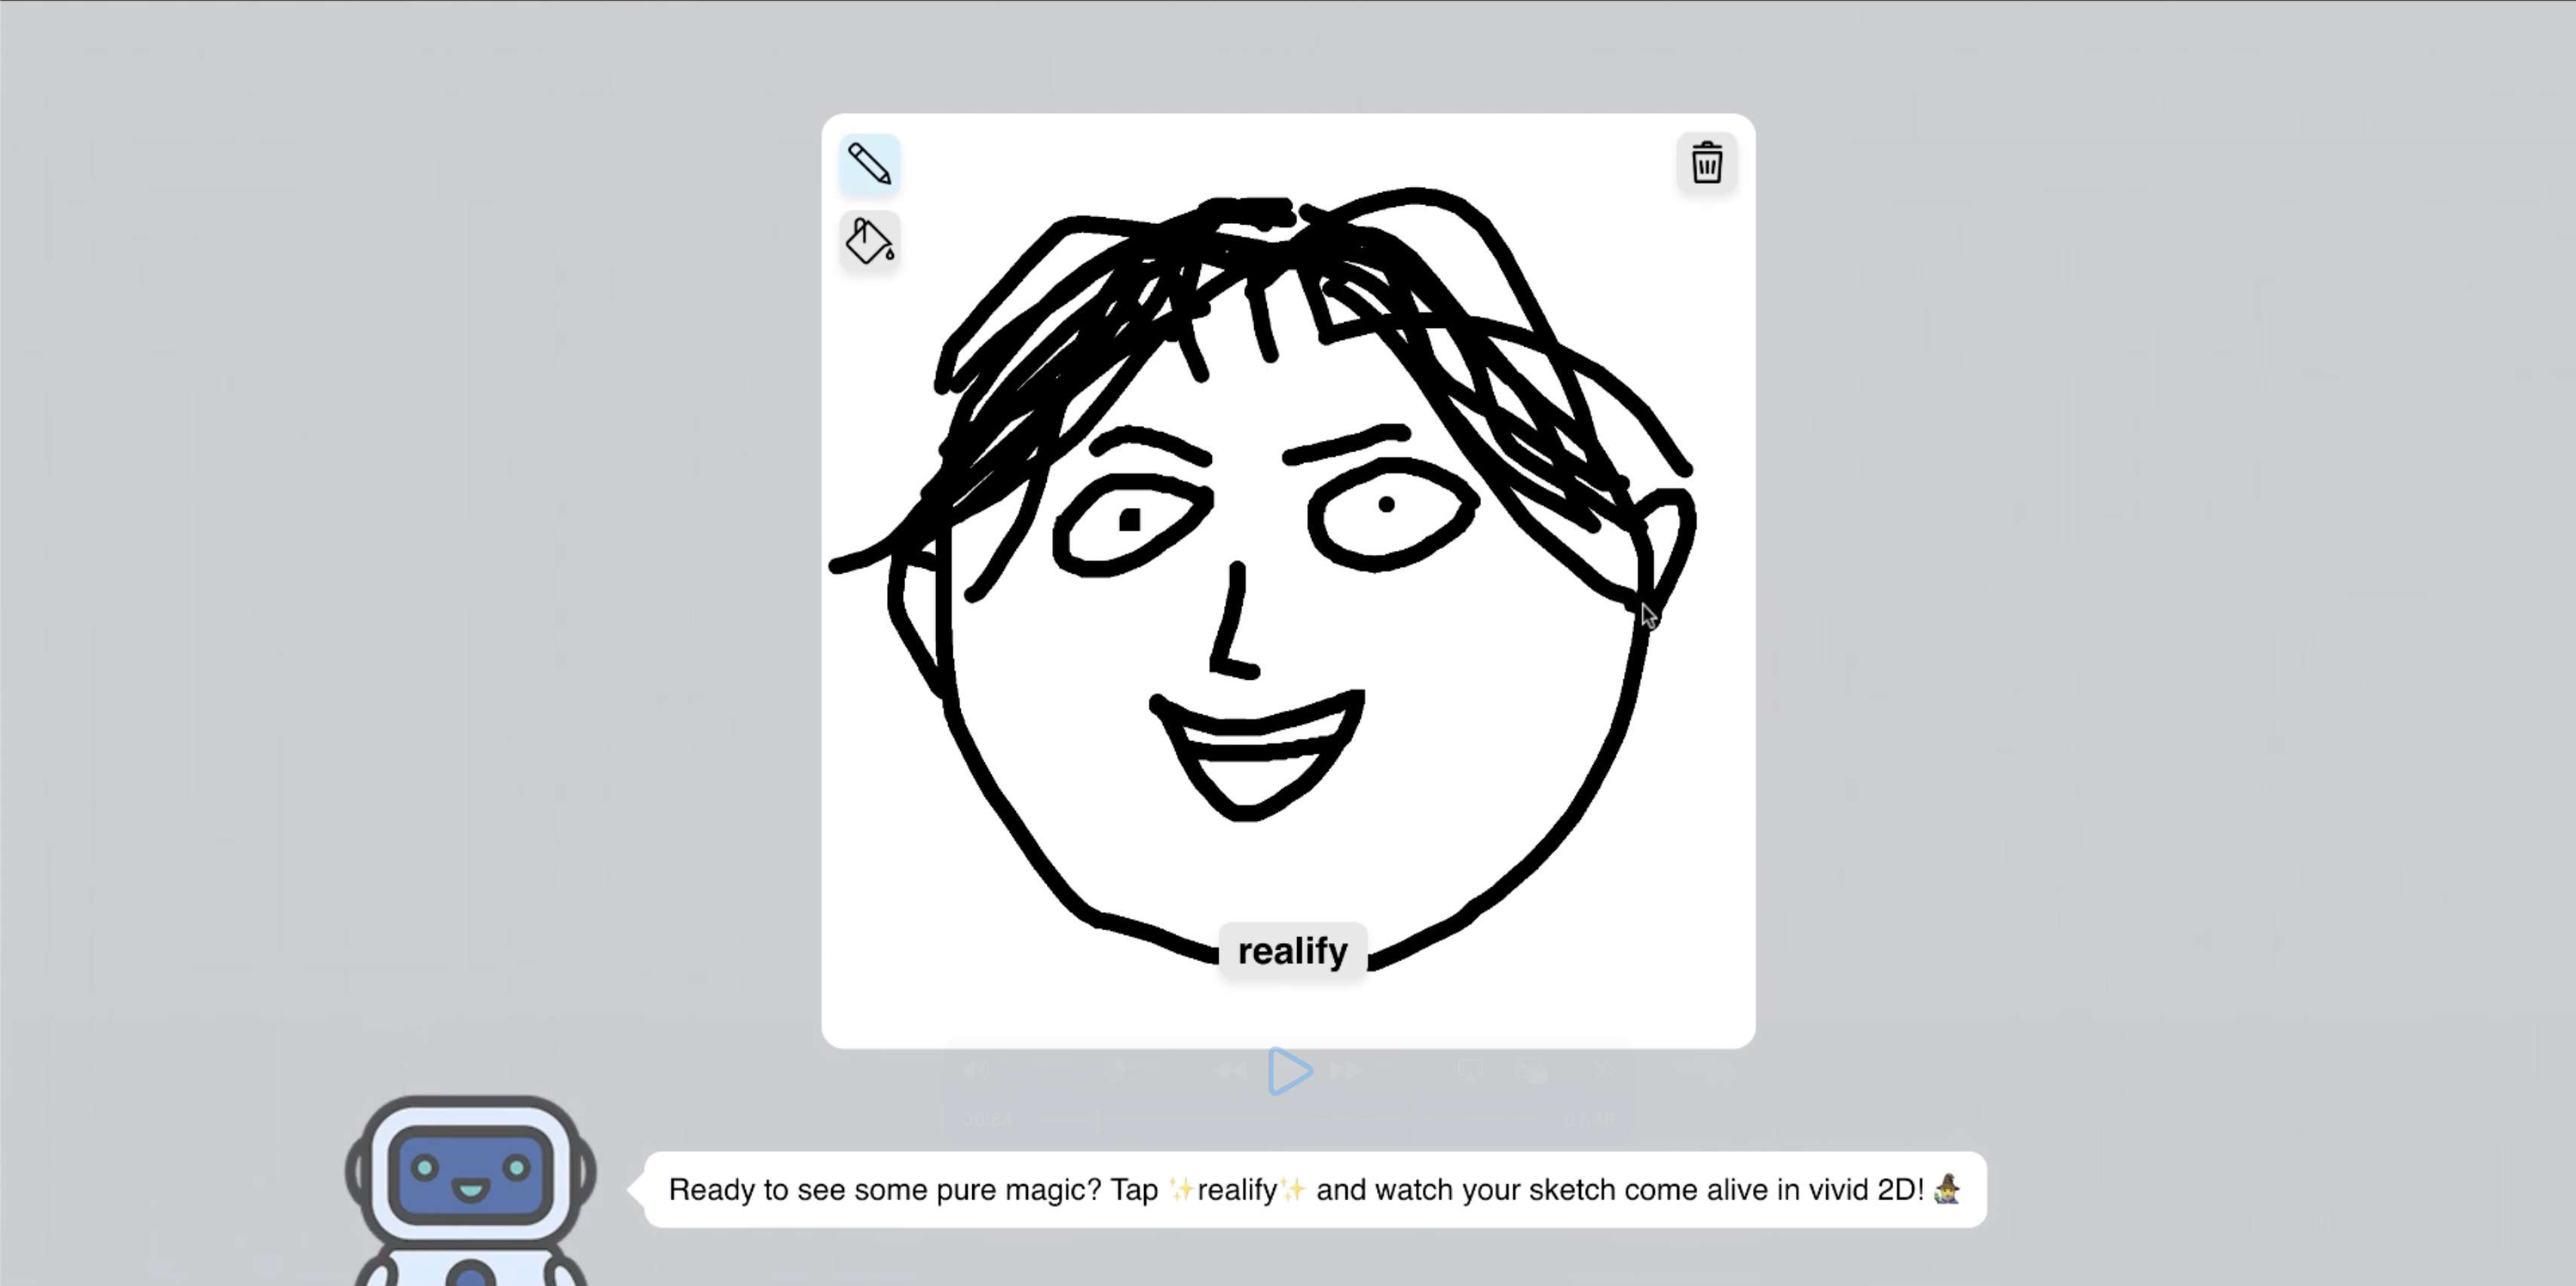 realify
Ready to see some pure magic? Tap ✨realify✨ and watch your sketch come alive in vivid 2D! 🧙‍♀️